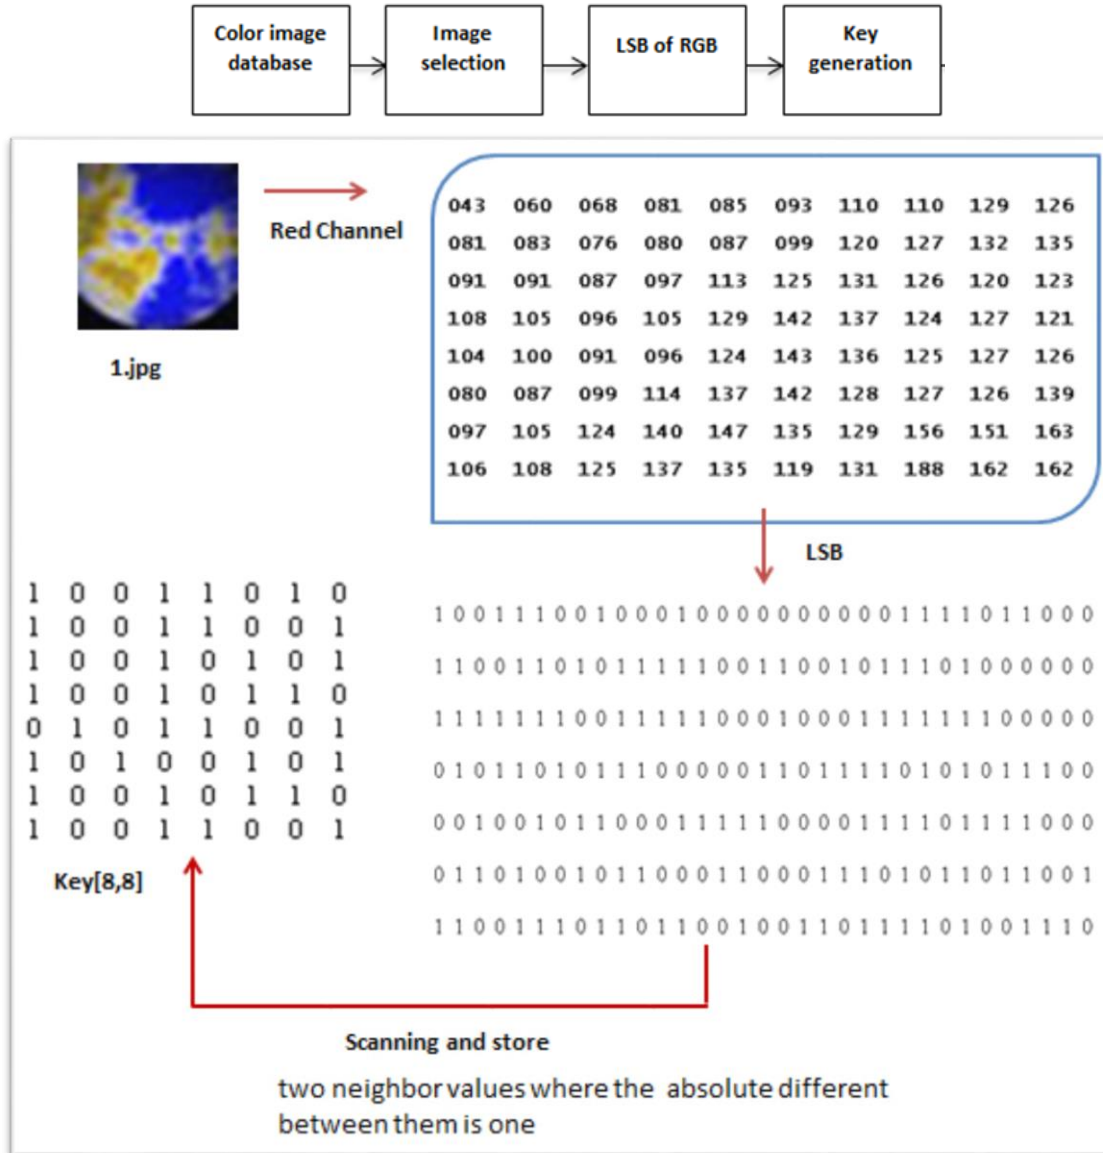 Color image
database
Image
selection
LSB of RGB
Key
generation
1.jpg
Red Channel
043 060 068 081 085 093 110 110 129 126
081 083 076 080 087 099 120 127 132 135
091 091 087 097 113 125 131 126 120 123
108 105 096 105 129 142 137 124 127 121
104 100 091 096 124 143 136 125 127 126
080 087 099 114 137 142 128 127 126 139
097 105 124 140 147 135 129 156 151 163
106 108 125 137 135 119 131 188 162 162
LSB
1 0 0 1 1 1 0 0 1 0 0 0 1 0 0 0 0 0 0 0 0 0 0 1 1 1 1 0 1 1 0 0 0
1 1 0 0 1 1 0 1 0 1 1 1 1 1 0 0 1 1 0 0 1 0 1 1 1 0 1 0 0 0 0 0 0
1 1 1 1 1 1 1 0 0 1 1 1 1 1 0 0 0 1 0 0 0 1 1 1 1 1 1 1 0 0 0 0 0
0 1 0 1 1 0 1 0 1 1 1 0 0 0 0 0 1 1 0 1 1 1 1 0 1 0 1 0 1 1 1 0 0
0 0 1 0 0 1 0 1 1 0 0 0 1 1 1 1 1 0 0 0 0 1 1 1 1 0 1 1 1 1 0 0 0
0 1 1 0 1 0 0 1 0 1 1 0 0 0 1 1 0 0 0 1 1 1 0 1 0 1 1 0 1 1 0 0 1
1 1 0 0 1 1 1 0 1 1 0 1 1 0 0 1 0 0 1 1 0 1 1 1 1 0 1 0 0 1 1 1 0
1 0 0 1 1 0 1 0
1 0 0 1 1 0 0 1
1 0 0 1 0 1 0 1
1 0 0 1 0 1 1 0
0 1 0 1 1 0 0 1
1 0 1 0 0 1 0 1
1 0 0 1 0 1 1 0
1 0 0 1 1 0 0 1
Key[8,8]
Scanning and store
two neighbor values where the absolute different
between them is one